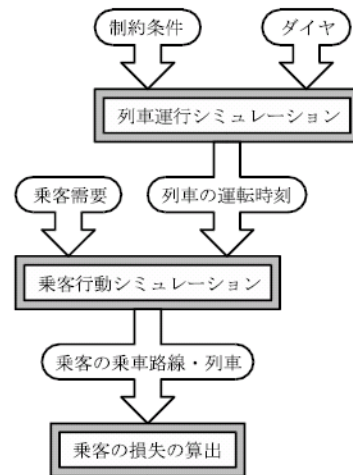 制約条件
ダイヤ
列車運行シミュレーション
乗客需要
列車の運転時刻
乗客行動シミュレーション
乗客の乗車路線・列車
乗客の損失の算出